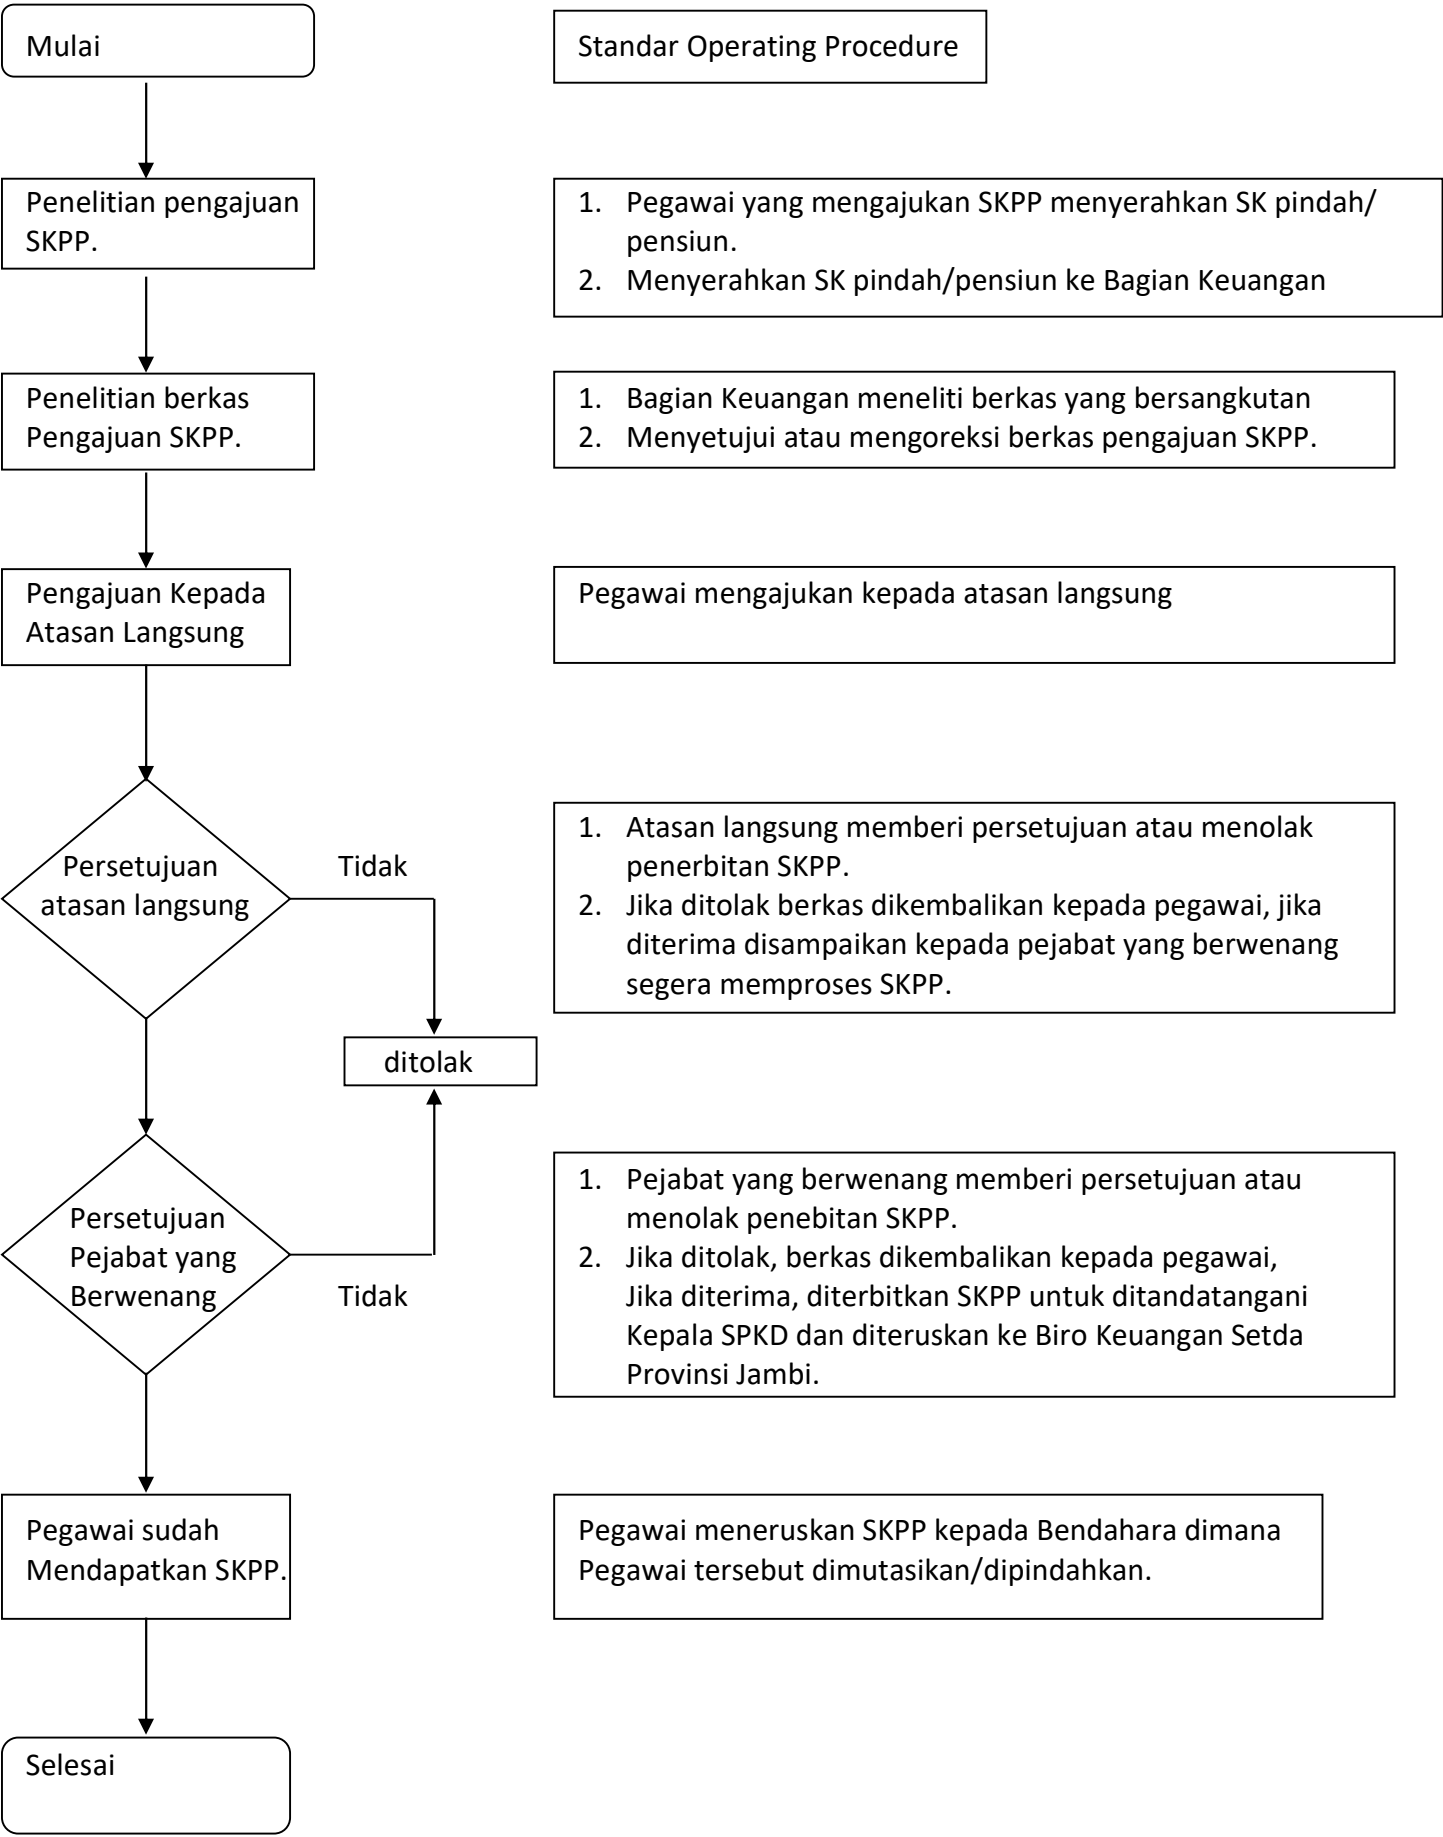 Mulai
Standar Operating Procedure
Penelitian pengajuan
SKPP.
1. Pegawai yang mengajukan SKPP menyerahkan SK pindah/
pensiun.
2. Menyerahkan SK pindah/pensiun ke Bagian Keuangan
Penelitian berkas
Pengajuan SKPP.
1. Bagian Keuangan meneliti berkas yang bersangkutan
2. Menyetujui atau mengoreksi berkas pengajuan SKPP.
Pengajuan Kepada
Atasan Langsung
Pegawai mengajukan kepada atasan langsung
Persetujuan
atasan langsung
Tidak
1. Atasan langsung memberi persetujuan atau menolak
penerbitan SKPP.
2. Jika ditolak berkas dikembalikan kepada pegawai, jika
diterima disampaikan kepada pejabat yang berwenang
segera memproses SKPP.
ditolak
Persetujuan
Pejabat yang
Berwenang
Tidak
1. Pejabat yang berwenang memberi persetujuan atau
menolak penebitan SKPP.
2. Jika ditolak, berkas dikembalikan kepada pegawai,
Jika diterima, diterbitkan SKPP untuk ditandatangani
Kepala SPKD dan diteruskan ke Biro Keuangan Setda
Provinsi Jambi.
Pegawai sudah
Mendapatkan SKPP.
Pegawai meneruskan SKPP kepada Bendahara dimana
Pegawai tersebut dimutasikan/dipindahkan.
Selesai